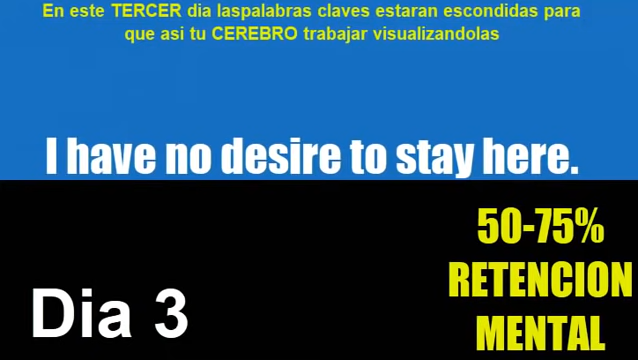 En este TERCER dia laspalabras claves estaran escondidas para
que asi tu CEREBRO trabajar visualizandolas
I have no desire to stay here.
50-75%
RETENCION
MENTAL
Dia 3